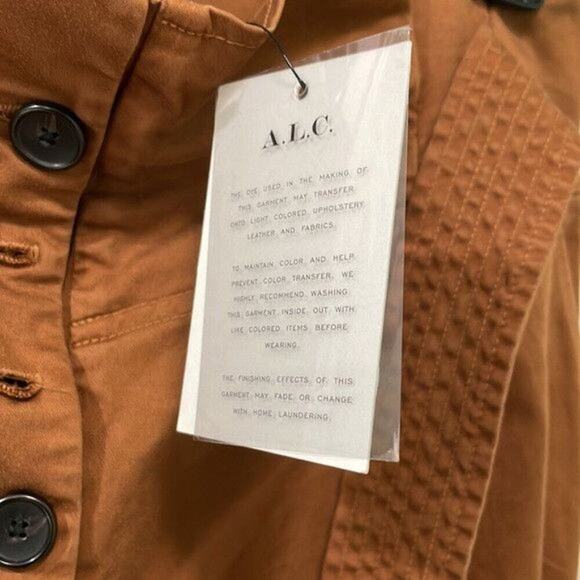 A.L.C.
THE DYE USED IN THE MAKING OF
THIS GARMENT MAY TRANSFER
ONTO LIGHT COLORED UPHOLSTERY
LEATHER AND FABRICS.
TO MAINTAIN COLOR AND HELP
PREVENT COLOR TRANSFER, WE
HIGHLY RECOMMEND WASHING
THIS GARMENT INSIDE OUT WITH
LIKE COLORED ITEMS BEFORE
WEARING.
THE FINISHING EFFECTS OF THIS
GARMENT MAY FADE OR CHANGE
WITH HOME LAUNDERING.